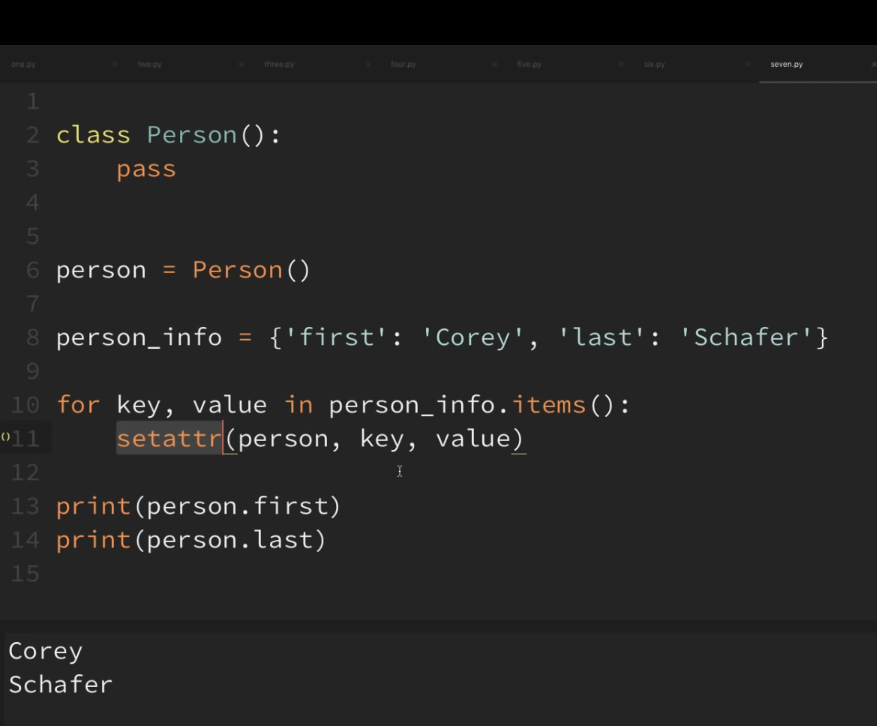 one.py two.py three.py four.py five.py six.py seven.py
1
2 class Person():
3     pass
4
5
6 person = Person()
7
8 person_info = {'first': 'Corey', 'last': 'Schafer'}
9
10 for key, value in person_info.items():
()11     setattr(person, key, value)
12
13 print(person.first)
14 print(person.last)
15
Corey
Schafer